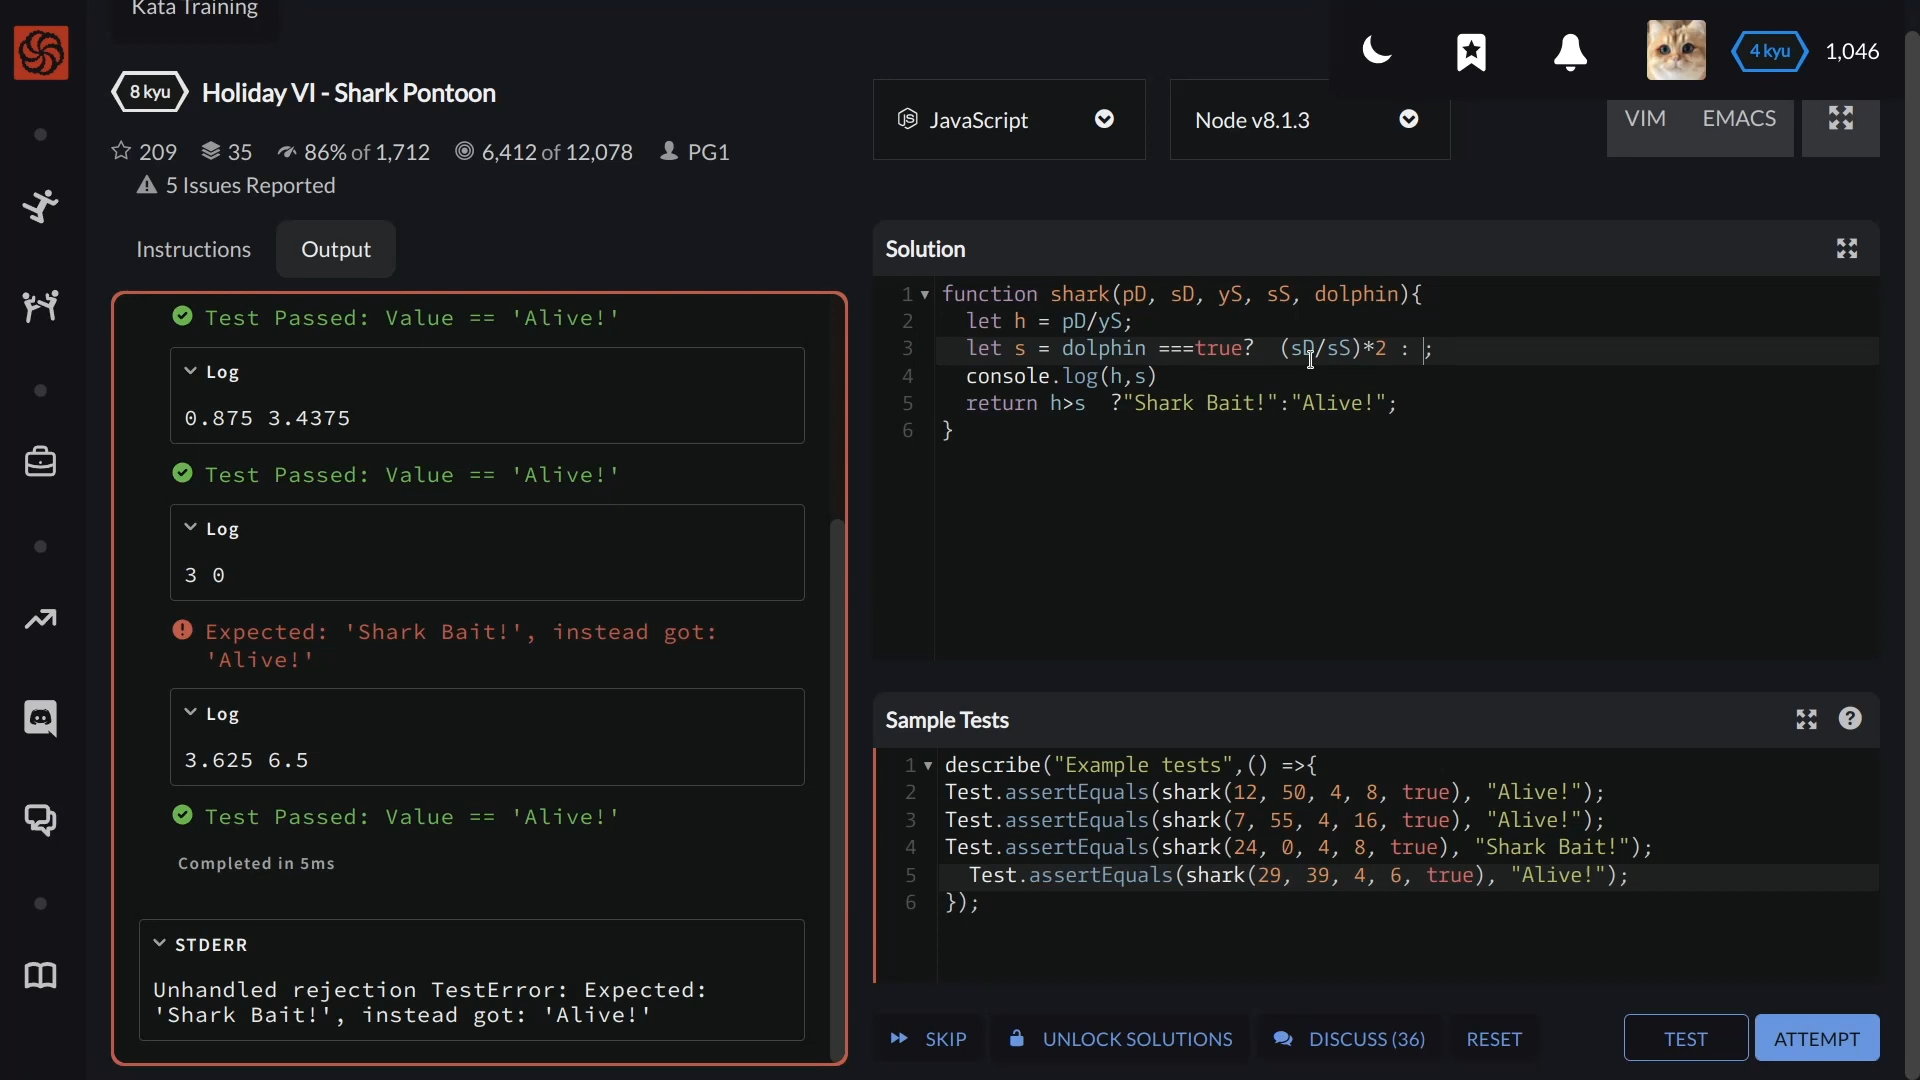 Kata Training
8 kyu
Holiday VI - Shark Pontoon
209
35
86% of 1,712
6,412 of 12,078
PG1
5 Issues Reported
JavaScript
Node v8.1.3
VIM
EMACS
4 kyu
1,046
Instructions
Output
Test Passed: Value == 'Alive!'
Log
0.875 3.4375
Test Passed: Value == 'Alive!'
Log
3 0
Expected: 'Shark Bait!', instead got:
'Alive!'
Log
3.625 6.5
Test Passed: Value == 'Alive!'
Completed in 5ms
STDERR
Unhandled rejection TestError: Expected:
'Shark Bait!', instead got: 'Alive!'
Solution
1 function shark(pD, sD, yS, sS, dolphin){
2 let h = pD/yS;
3 let s = dolphin ===true?  (sD/sS)*2 : ;
4 console.log(h,s)
5 return h>s  ?"Shark Bait!":"Alive!";
6 }
Sample Tests
1 describe("Example tests",() =>{
2 Test.assertEquals(shark(12, 50, 4, 8, true), "Alive!");
3 Test.assertEquals(shark(7, 55, 4, 16, true), "Alive!");
4 Test.assertEquals(shark(24, 0, 4, 8, true), "Shark Bait!");
5 Test.assertEquals(shark(29, 39, 4, 6, true), "Alive!");
6 });
SKIP
UNLOCK SOLUTIONS
DISCUSS (36)
RESET
TEST
ATTEMPT